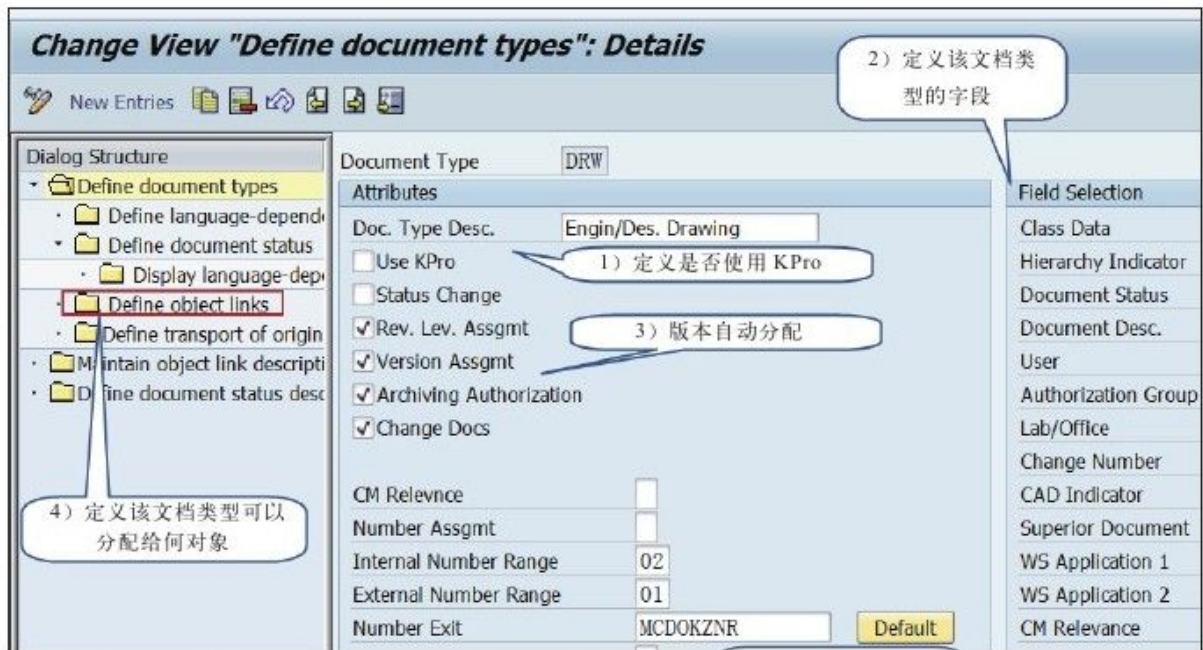 Change View "Define document types": Details
2）定义该文档类
型的字段
New Entries
Dialog Structure
Define document types
Define language-depend
Define document status
Display language-dep
Define object links
Define transport of origin
intain object link descripti
fine document status desc
4）定义该文档类型可以
分配给何对象
Document Type DRW
Attributes
Doc. Type Desc. Engin/Des. Drawing
Use KPro
1）定义是否使用 KPro
Status Change
Rev. Lev. Assgmt
3）版本自动分配
Version Assgmt
Archiving Authorization
Change Docs
CM Relevnce
Number Assgmt
Internal Number Range 02
External Number Range 01
Number Exit MCDOKZNR Default
Field Selection
Class Data
Hierarchy Indicator
Document Status
Document Desc.
User
Authorization Group
Lab/Office
Change Number
CAD Indicator
Superior Document
WS Application 1
WS Application 2
CM Relevance